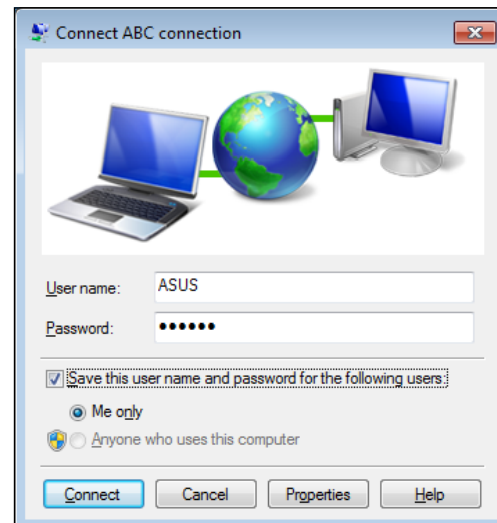 Connect ABC connection
User name: ASUS
Password: ••••••
Save this user name and password for the following users:
Me only
Anyone who uses this computer
Connect Cancel Properties Help